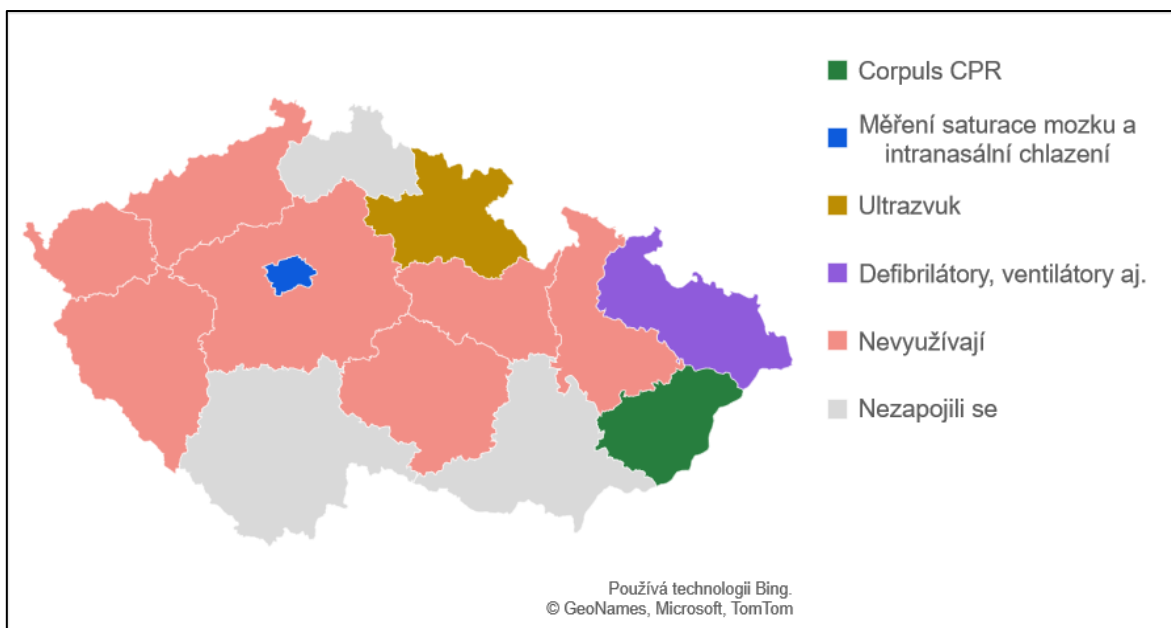 Corpuls CPR
Měření saturace mozku a
intranasální chlazení
Ultrazvuk
Defibrilátory, ventilátory aj.
Nevyužívají
Nezapojili se
Používá technologii Bing.
© GeoNames, Microsoft, TomTom